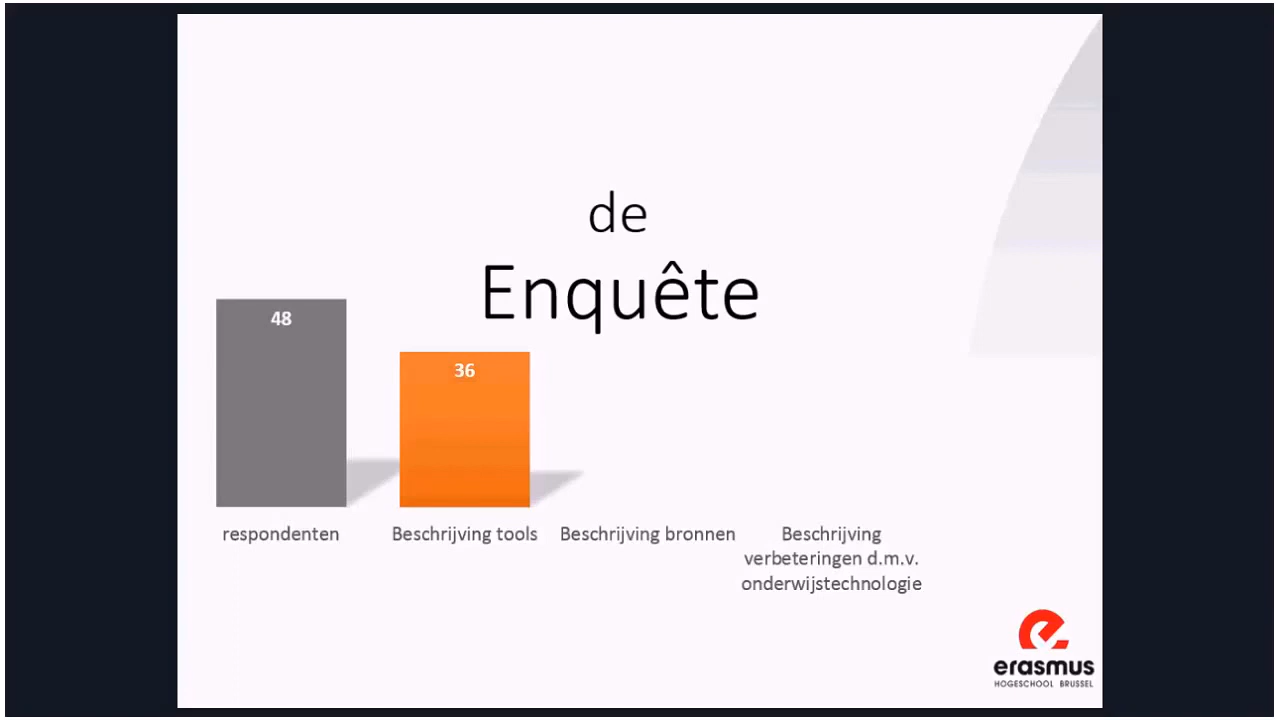 de
Enquête
48
36
respondenten
Beschrijving tools
Beschrijving bronnen
Beschrijving
verbeteringen d.m.v.
onderwijstechnologie
erasmus
HOGESCHOOL BRUSSEL